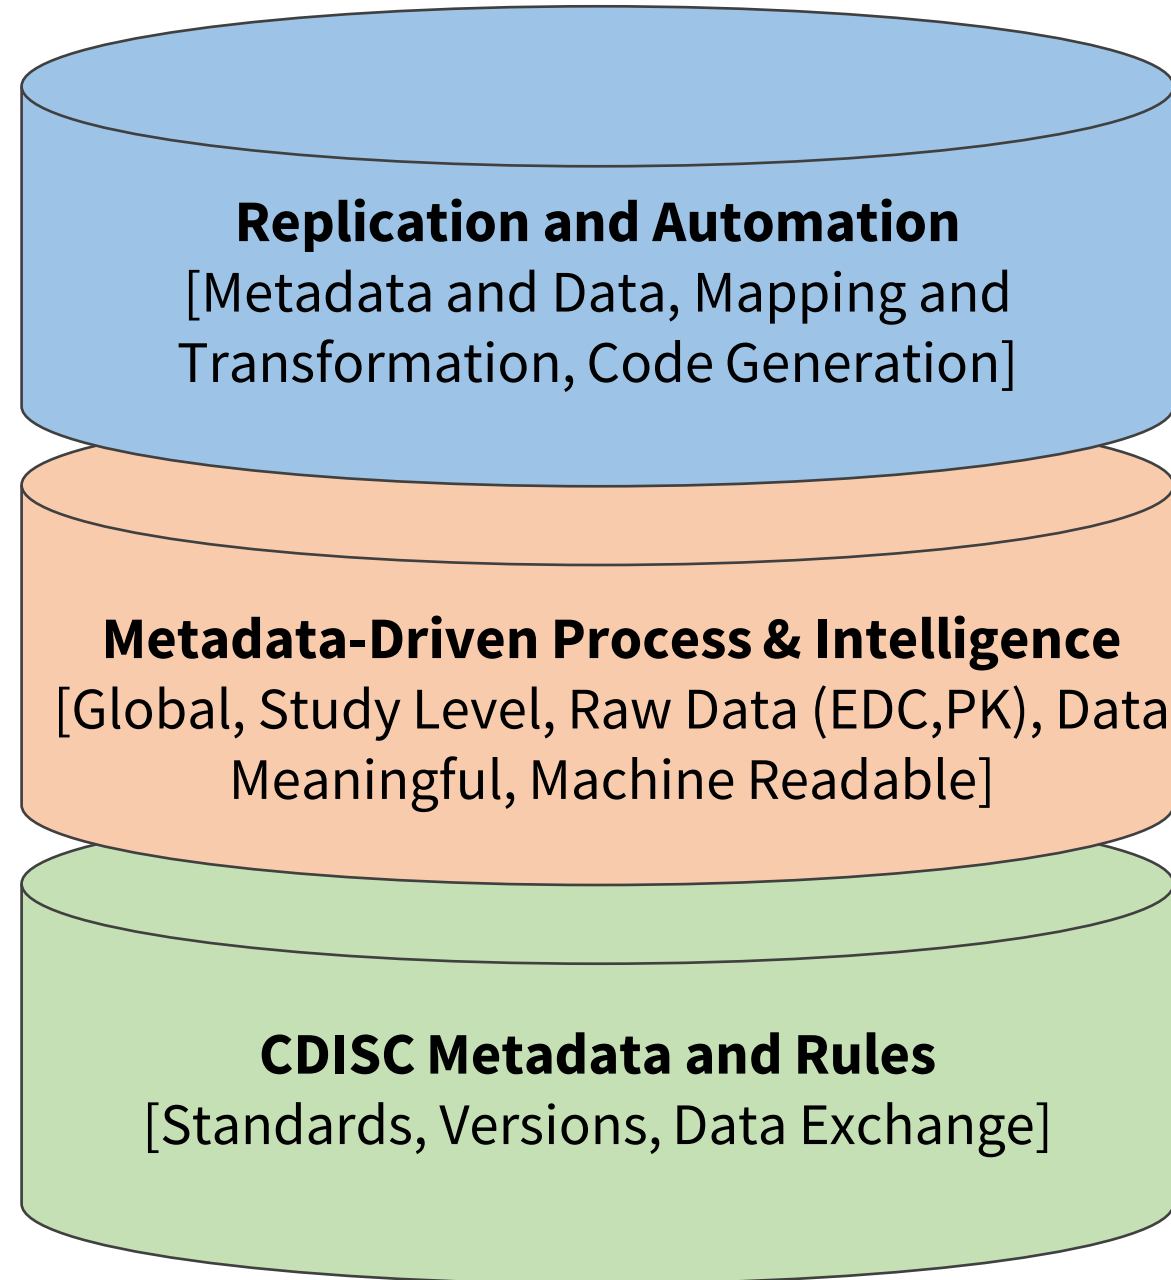 Replication and Automation
[Metadata and Data, Mapping and
Transformation, Code Generation]
Metadata-Driven Process & Intelligence
[Global, Study Level, Raw Data (EDC,PK), Data
Meaningful, Machine Readable]
CDISC Metadata and Rules
[Standards, Versions, Data Exchange]